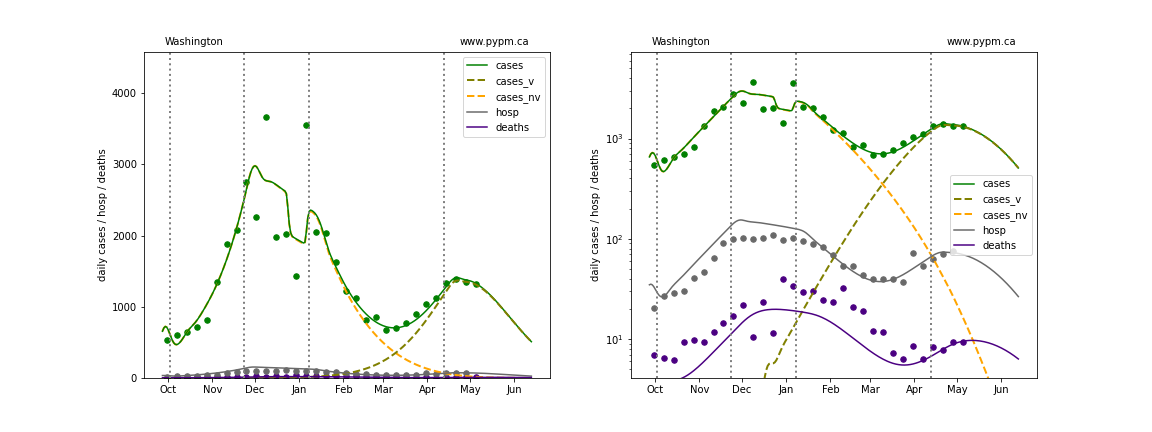 Washington www.pypm.ca
4000
3000
2000
1000
0
daily cases / hosp / deaths
cases
cases_v
cases_nv
hosp
deaths
Oct Nov Dec Jan Feb Mar Apr May Jun
Washington www.pypm.ca
10³
10²
10¹
daily cases / hosp / deaths
cases
cases_v
cases_nv
hosp
deaths
Oct Nov Dec Jan Feb Mar Apr May Jun